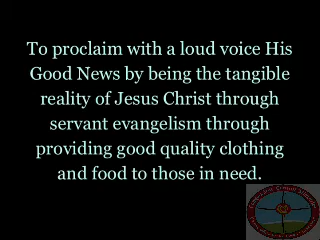 To proclaim with a loud voice His
Good News by being the tangible
reality of Jesus Christ through
servant evangelism through
providing good quality clothing
and food to those in need.